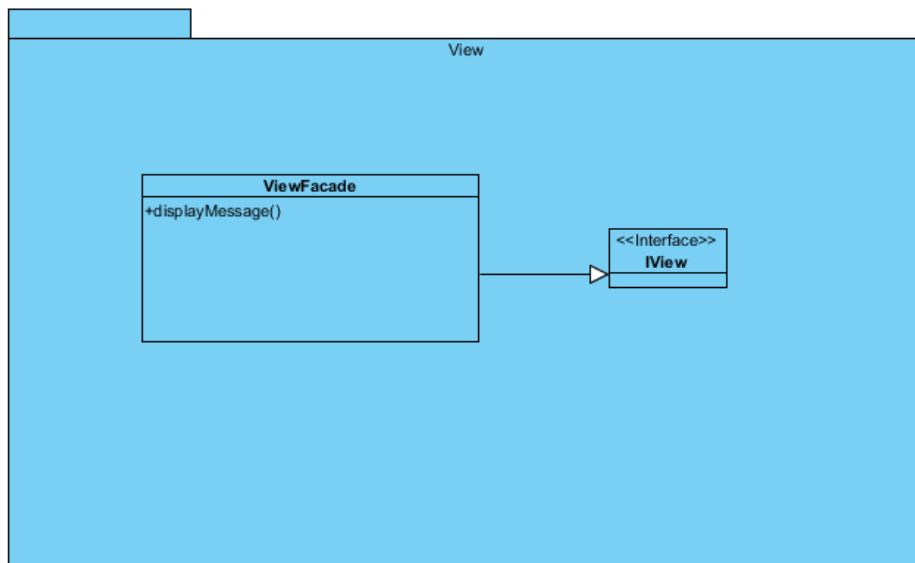 View
ViewFacade
+displayMessage()
<<Interface>>
IView